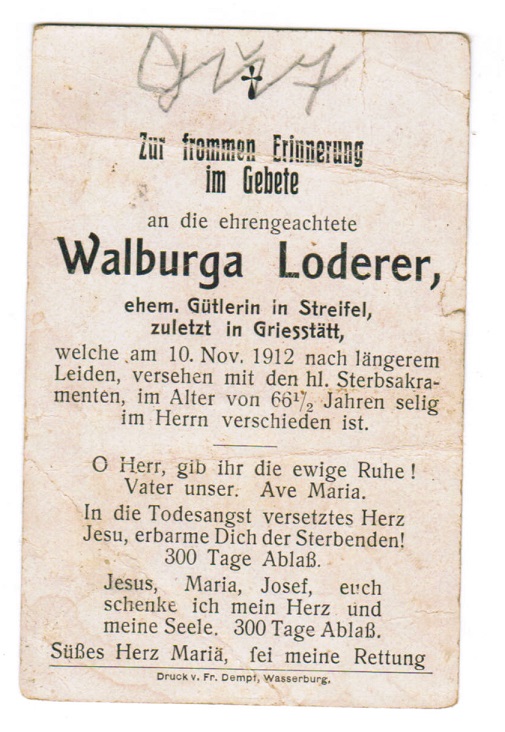 †
Zur frommen Erinnerung
im Gebete
an die ehrengeachtete
Walburga Loderer,
ehem. Gütlerin in Streifel,
zuletzt in Griesstätt,
welche am 10. Nov. 1912 nach längerem
Leiden, versehen mit den hl. Sterbsakra-
menten, im Alter von 66½ Jahren selig
im Herrn verschieden ist.
O Herr, gib ihr die ewige Ruhe!
Vater unser. Ave Maria.
In die Todesangst versetztes Herz
Jesu, erbarme Dich der Sterbenden!
300 Tage Ablaß.
Jesus, Maria, Josef, euch
schenke ich mein Herz und
meine Seele. 300 Tage Ablaß.
Süßes Herz Mariä, sei meine Rettung
Druck v. Fr. Dempf, Wasserburg.